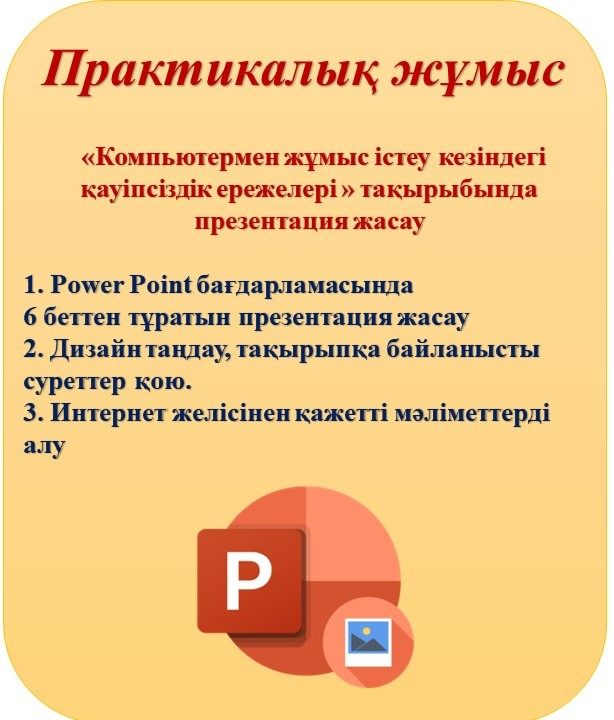 Практикалық жұмыс
«Компьютермен жұмыс істеу кезіндегі
қауіпсіздік ережелері » тақырыбында
презентация жасау
1. Power Point бағдарламасында
6 беттен тұратын презентация жасау
2. Дизайн таңдау, тақырыпқа байланысты
суреттер қою.
3. Интернет желісінен қажетті мәліметтерді
алу
P